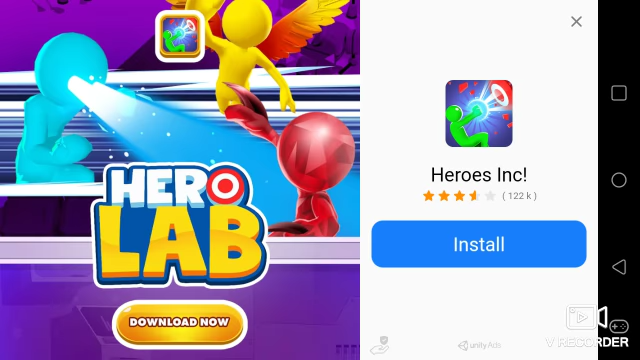 HERO
LAB
DOWNLOAD NOW
Heroes Inc!
( 122 k )
Install
unity Ads
V RECORDER